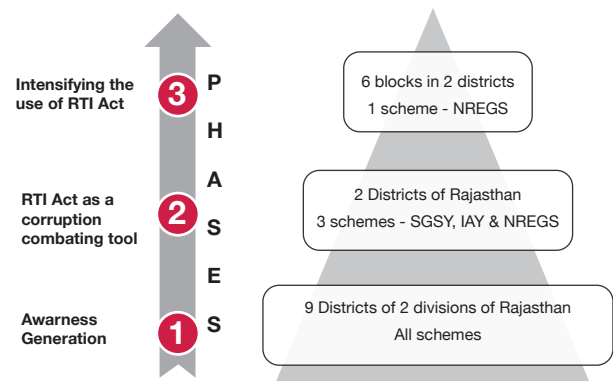 Intensifying the
use of RTI Act
3
6 blocks in 2 districts
1 scheme - NREGS
RTI Act as a
corruption
combating tool
2
2 Districts of Rajasthan
3 schemes - SGSY, IAY & NREGS
Awarness
Generation
1
9 Districts of 2 divisions of Rajasthan
All schemes
P
H
A
S
E
S